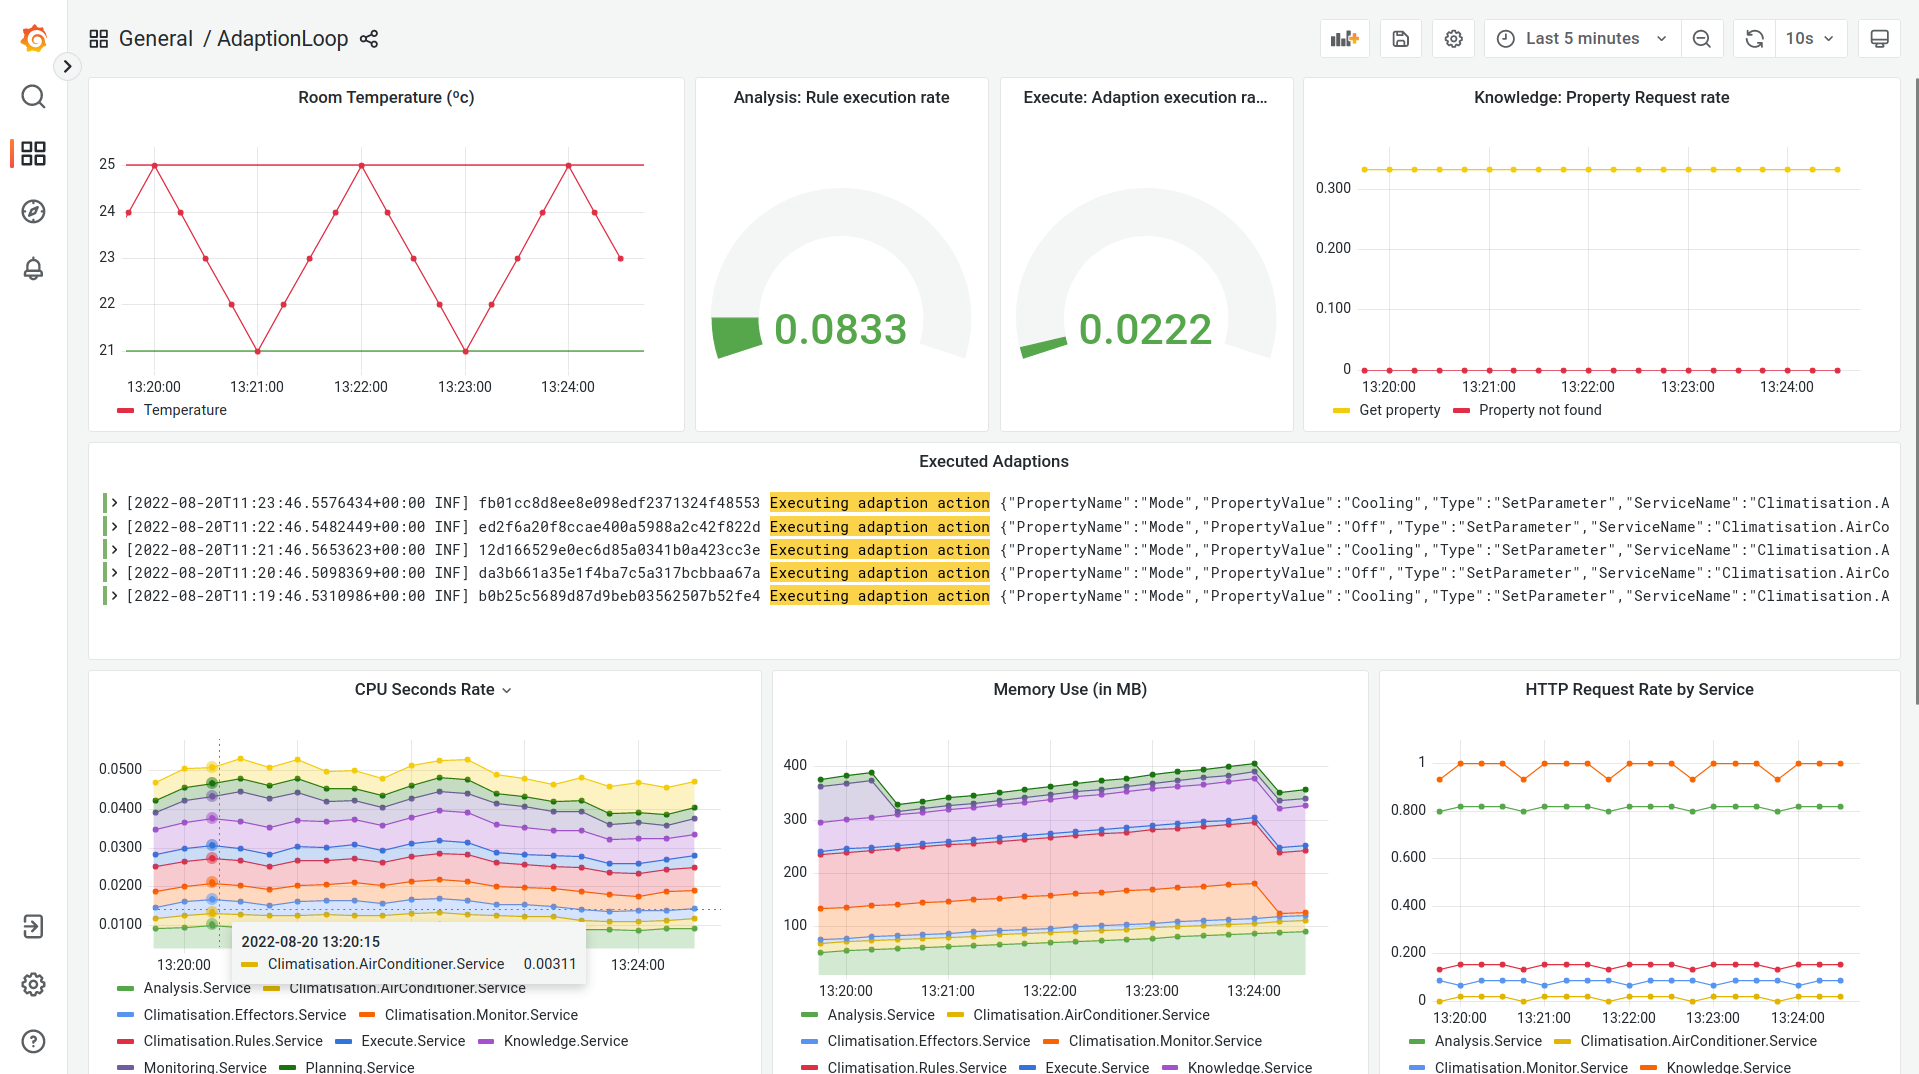 General / AdaptionLoop
Last 5 minutes
10s
Room Temperature (ºc)
25
24
23
22
21
13:20:00 13:21:00 13:22:00 13:23:00 13:24:00
Temperature
Analysis: Rule execution rate
0.0833
Execute: Adaption execution ra...
0.0222
Knowledge: Property Request rate
0.300
0.200
0.100
0
13:20:00 13:21:00 13:22:00 13:23:00 13:24:00
Get property Property not found
Executed Adaptions
[2022-08-20T11:23:46.5576434+00:00 INF] fb01cc8d8ee8e098edf2371324f48553 Executing adaption action {"PropertyName":"Mode","PropertyValue":"Cooling","Type":"SetParameter","ServiceName":"Climatisation.A
[2022-08-20T11:22:46.5482449+00:00 INF] ed2f6a20f8ccae400a5988a2c42f822d Executing adaption action {"PropertyName":"Mode","PropertyValue":"Off","Type":"SetParameter","ServiceName":"Climatisation.AirCo
[2022-08-20T11:21:46.5653623+00:00 INF] 12d166529e0ec6d85a0341b0a423cc3e Executing adaption action {"PropertyName":"Mode","PropertyValue":"Cooling","Type":"SetParameter","ServiceName":"Climatisation.A
[2022-08-20T11:20:46.5098369+00:00 INF] da3b661a35e1f4ba7c5a317bcbbaa67a Executing adaption action {"PropertyName":"Mode","PropertyValue":"Off","Type":"SetParameter","ServiceName":"Climatisation.AirCo
[2022-08-20T11:19:46.5310986+00:00 INF] b0b25c5689d87d9beb03562507b52fe4 Executing adaption action {"PropertyName":"Mode","PropertyValue":"Cooling","Type":"SetParameter","ServiceName":"Climatisation.A
CPU Seconds Rate
0.0500
0.0400
0.0300
0.0200
0.0100
2022-08-20 13:20:15
Climatisation.AirConditioner.Service 0.00311
13:20:00 13:24:00
Analysis.Service Climatisation.AirConditioner.Service
Climatisation.Effectors.Service Climatisation.Monitor.Service
Climatisation.Rules.Service Execute.Service Knowledge.Service
Monitoring.Service Planning.Service
Memory Use (in MB)
400
300
200
100
13:20:00 13:21:00 13:22:00 13:23:00 13:24:00
Analysis.Service Climatisation.AirConditioner.Service
Climatisation.Effectors.Service Climatisation.Monitor.Service
Climatisation.Rules.Service Execute.Service Knowledge.Service
HTTP Request Rate by Service
1
0.800
0.600
0.400
0.200
0
13:20:00 13:21:00 13:22:00 13:23:00 13:24:00
Analysis.Service Climatisation.AirConditioner.Service
Climatisation.Monitor.Service Knowledge.Service